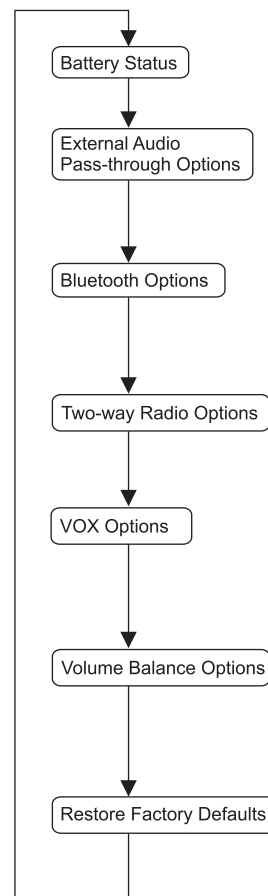 Battery Status
External Audio
Pass-through Options
Bluetooth Options
Two-way Radio Options
VOX Options
Volume Balance Options
Restore Factory Defaults